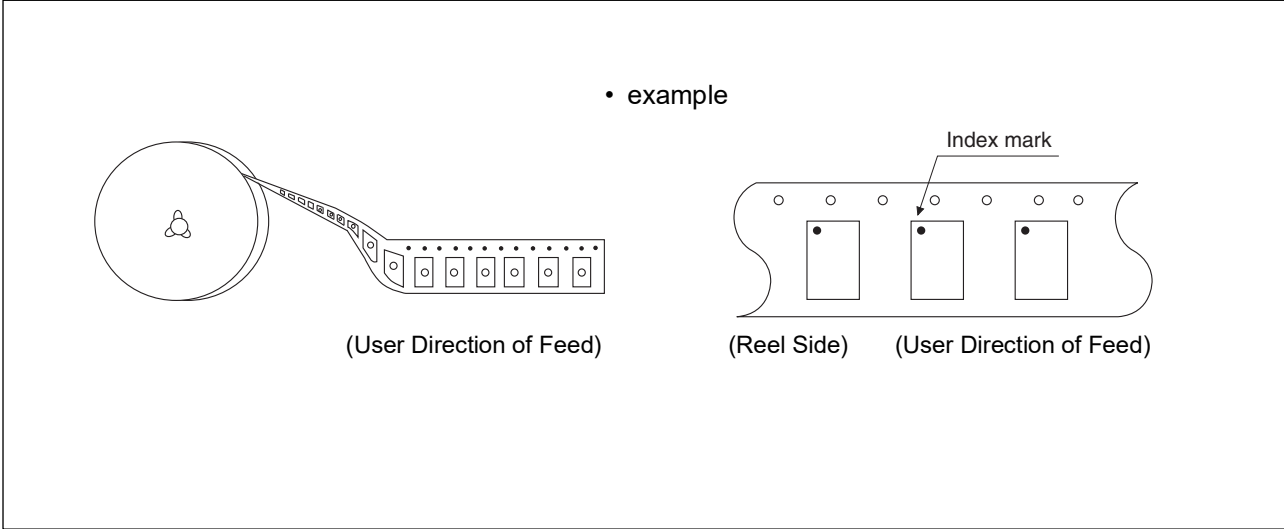 • example
Index mark
(User Direction of Feed)
(Reel Side)
(User Direction of Feed)